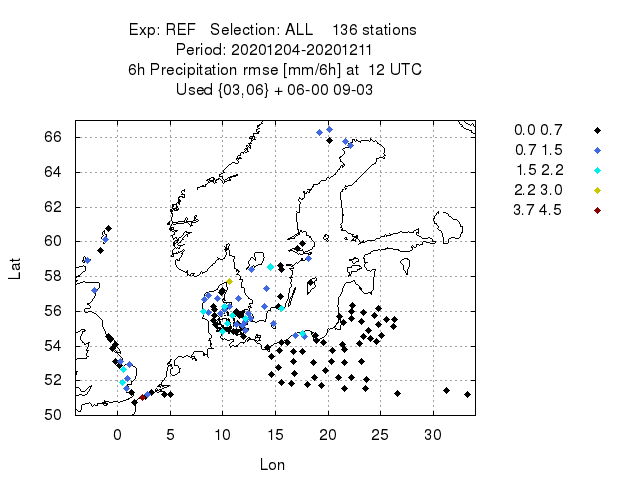 Exp: REF Selection: ALL 136 stations
Period: 20201204-20201211
6h Precipitation rmse [mm/6h] at 12 UTC
Used {03,06} + 06-00 09-03
66
64
62
60
58
56
54
52
50
Lat
0 5 10 15 20 25 30
Lon
0.0 0.7
0.7 1.5
1.5 2.2
2.2 3.0
3.7 4.5